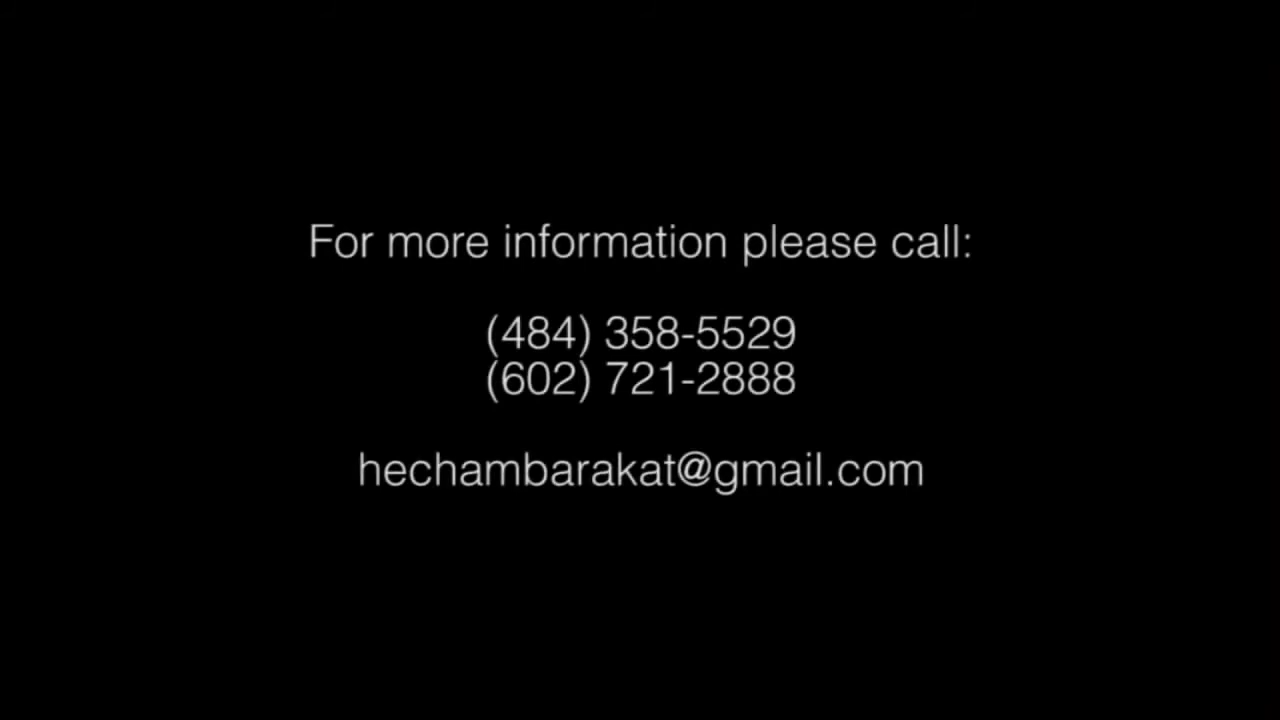 For more information please call:
(484) 358-5529
(602) 721-2888
hechambarakat@gmail.com